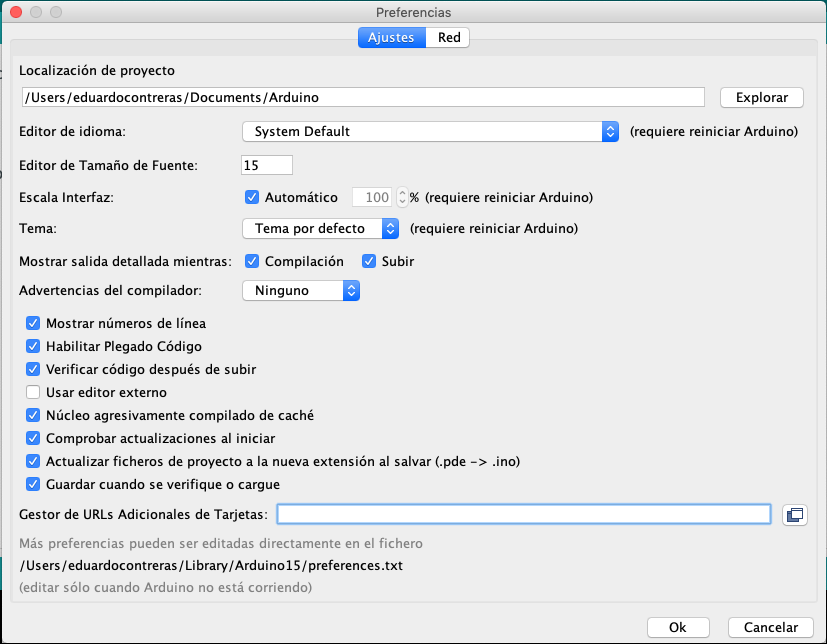 Preferencias
Ajustes Red
Localización de proyecto
/Users/eduardocontreras/Documents/Arduino Explorar
Editor de idioma: System Default (requiere reiniciar Arduino)
Editor de Tamaño de Fuente: 15
Escala Interfaz: Automático 100 % (requiere reiniciar Arduino)
Tema: Tema por defecto (requiere reiniciar Arduino)
Mostrar salida detallada mientras: Compilación Subir
Advertencias del compilador: Ninguno
Mostrar números de línea
Habilitar Plegado Código
Verificar código después de subir
Usar editor externo
Núcleo agresivamente compilado de caché
Comprobar actualizaciones al iniciar
Actualizar ficheros de proyecto a la nueva extensión al salvar (.pde -> .ino)
Guardar cuando se verifique o cargue
Gestor de URLs Adicionales de Tarjetas:
Más preferencias pueden ser editadas directamente en el fichero
/Users/eduardocontreras/Library/Arduino15/preferences.txt
(editar sólo cuando Arduino no está corriendo)
Ok Cancelar